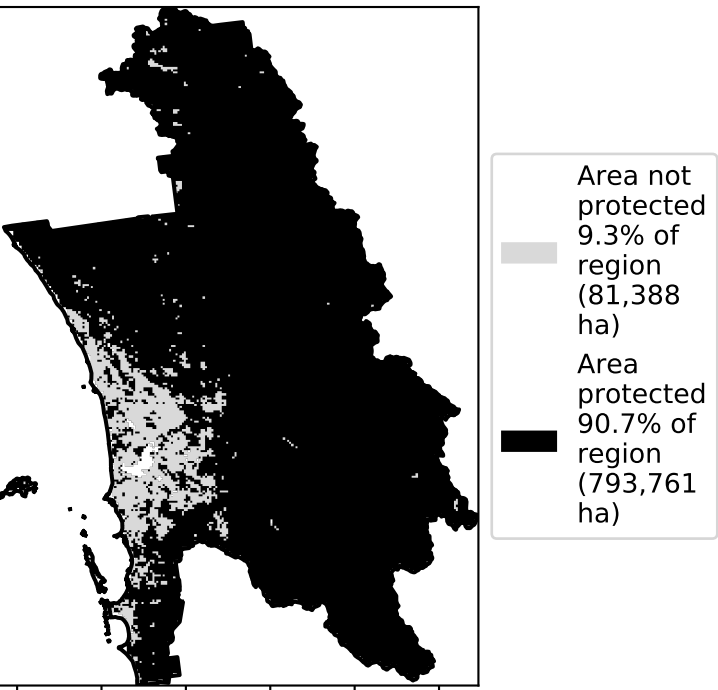 Area not
protected
9.3% of
region
(81,388
ha)
Area
protected
90.7% of
region
(793,761
ha)